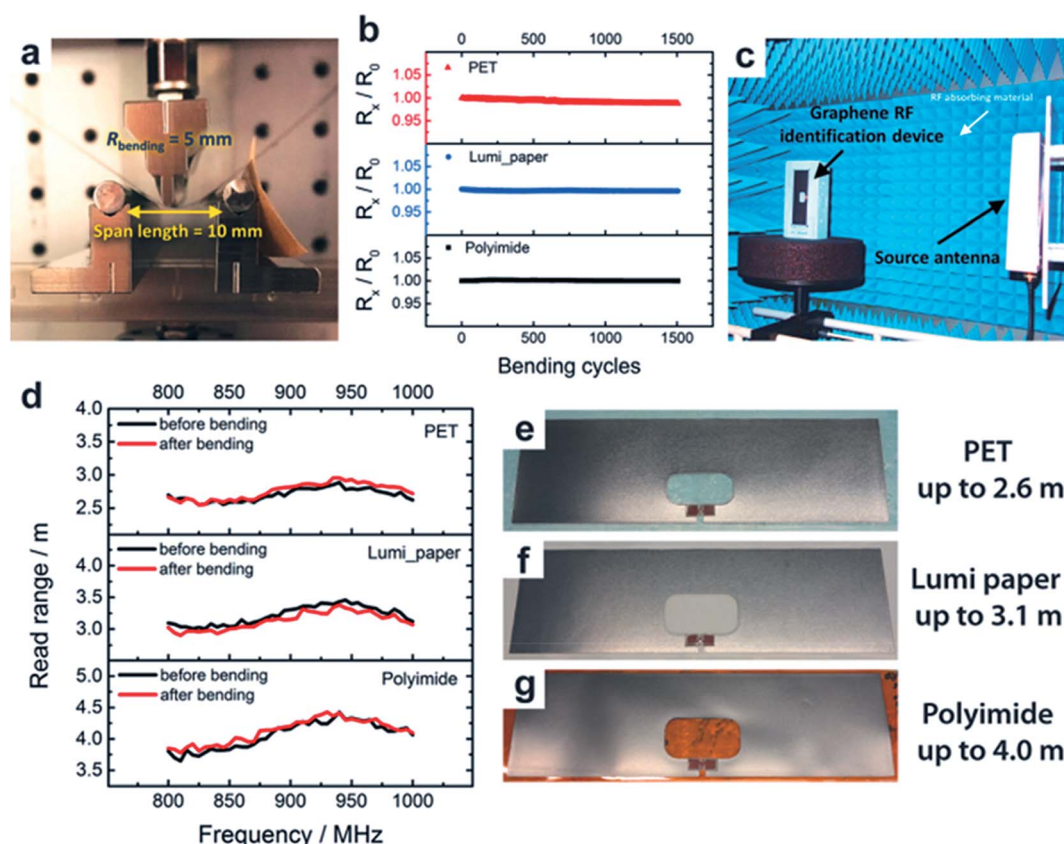 a
R_bending = 5 mm
Span length = 10 mm
b
0 500 1000 1500
1.05
1.00
0.95
R_x / R_0
PET
1.05
1.00
0.95
R_x / R_0
Lumi_paper
1.05
1.00
0.95
R_x / R_0
Polyimide
0 500 1000 1500
Bending cycles
c
RF absorbing material
Graphene RF
identification device
Source antenna
d
800 850 900 950 1000
4.0
3.5
3.0
2.5
before bending
after bending
PET
4.0
3.5
3.0
before bending
after bending
Lumi_paper
5.0
4.5
4.0
3.5
before bending
after bending
Polyimide
Read range / m
800 850 900 950 1000
Frequency / MHz
e
PET
up to 2.6 m
f
Lumi paper
up to 3.1 m
g
Polyimide
up to 4.0 m